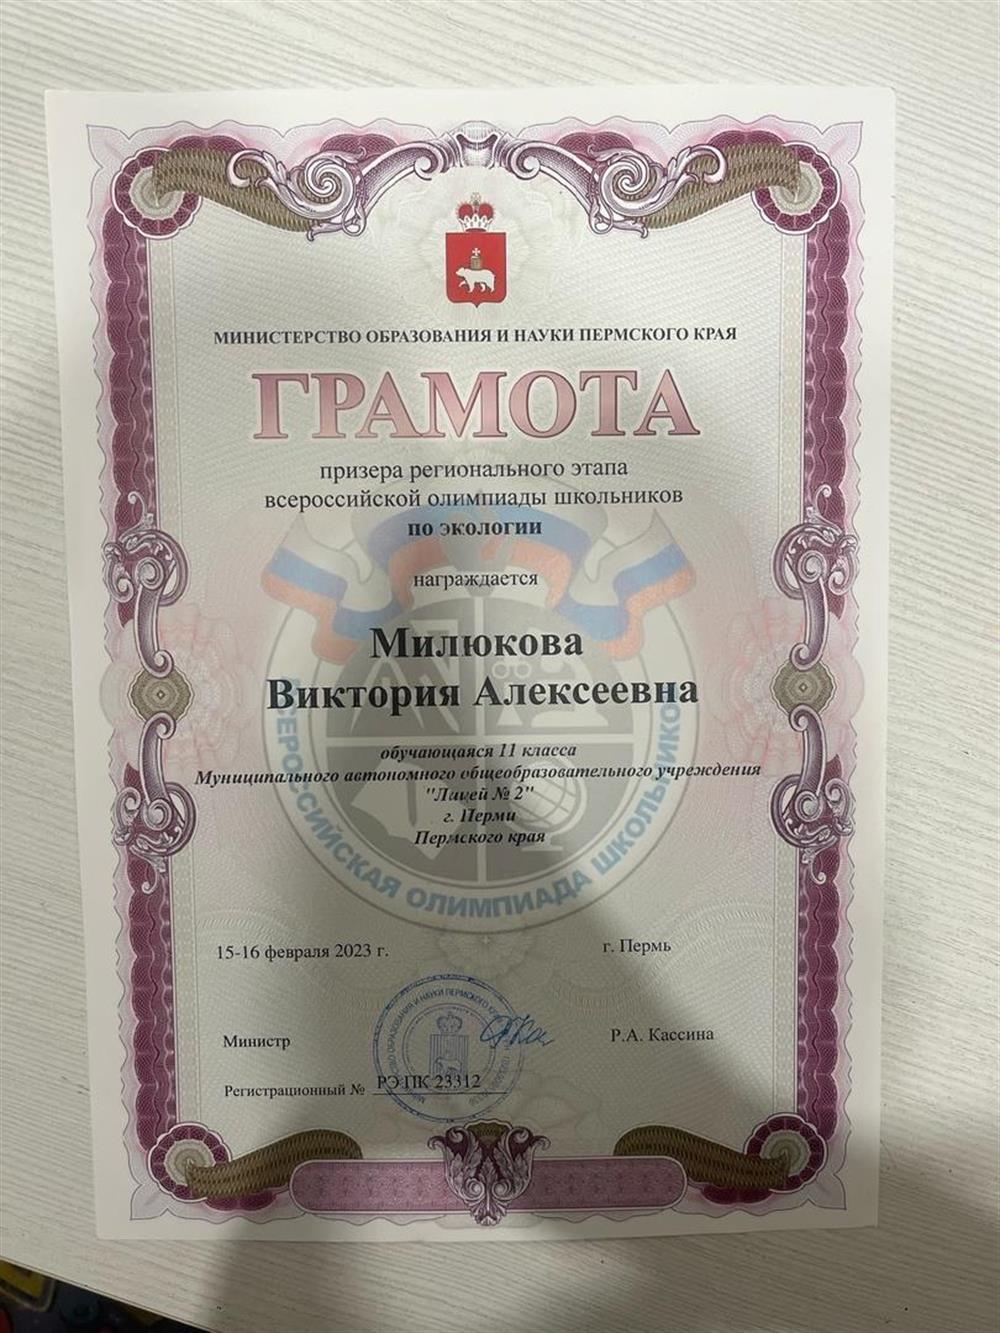 МИНИСТЕРСТВО ОБРАЗОВАНИЯ И НАУКИ ПЕРМСКОГО КРАЯ
ГРАМОТА
призера регионального этапа
всероссийской олимпиады школьников
по экологии
награждается
Милюкова
Виктория Алексеевна
обучающаяся 11 класса
Муниципального автономного общеобразовательного учреждения
"Лицей № 2"
г. Перми
Пермского края
ВСЕРОССИЙСКАЯ ОЛИМПИАДА ШКОЛЬНИКОВ
15-16 февраля 2023 г. г. Пермь
Министр Р.А. Кассина
Регистрационный № РЭ ПК 23312